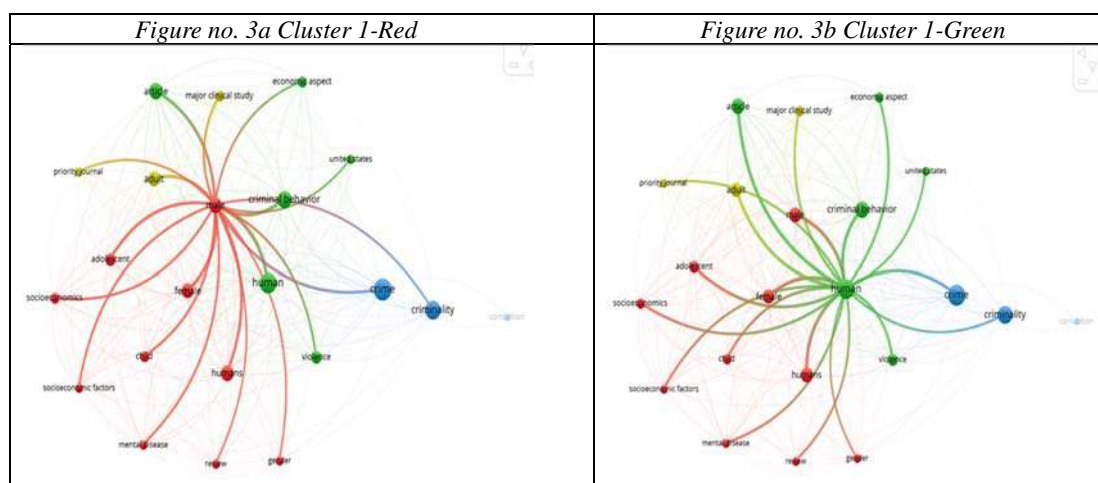 Figure no. 3a Cluster 1-Red
Figure no. 3b Cluster 1-Green
article
major clinical study
economic aspect
united states
priority journal
adult
male
criminal behavior
adolescent
socioeconomics
female
human
crime
criminality
corruption
child
humans
violence
socioeconomic factors
mental disease
review
gender
article
major clinical study
economic aspect
united states
priority journal
adult
male
criminal behavior
adolescent
socioeconomics
female
human
crime
criminality
corruption
child
humans
violence
socioeconomic factors
mental disease
review
gender